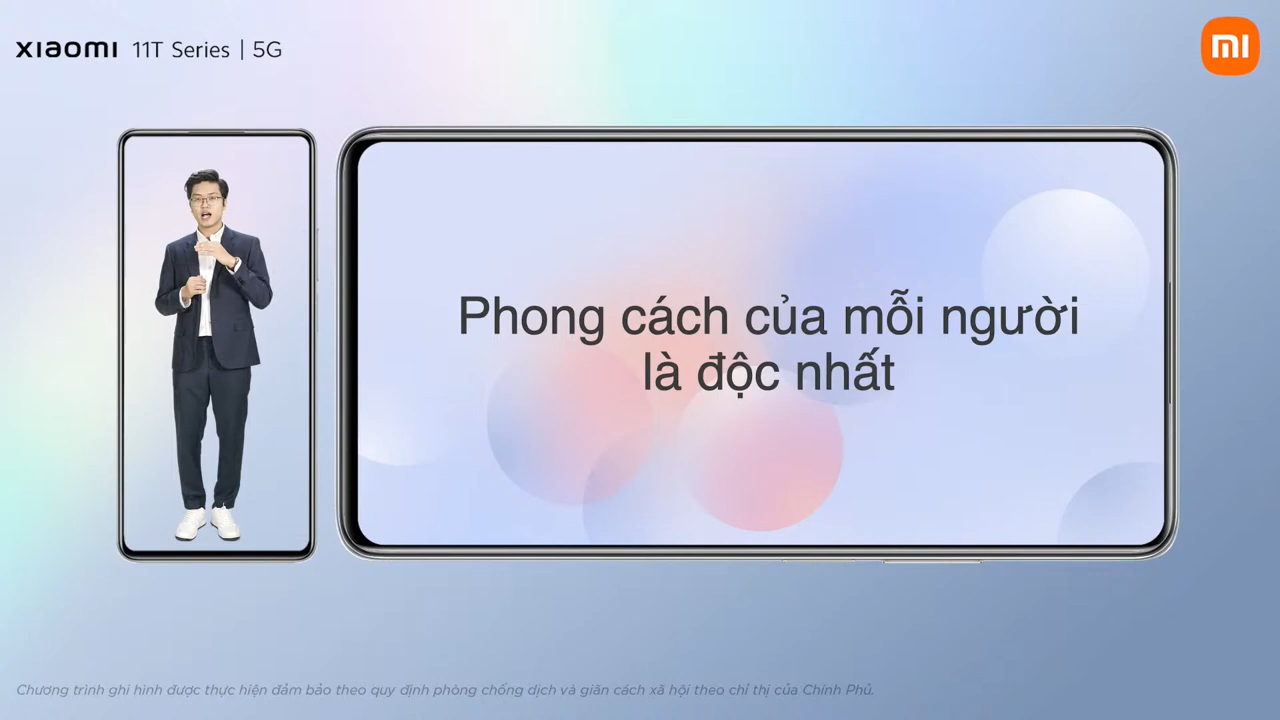 xiaomi 11T Series | 5G
mi
Phong cách của mỗi người
là độc nhất
Chương trình ghi hình được thực hiện đảm bảo theo quy định phòng chống dịch và giãn cách xã hội theo chỉ thị của Chính Phủ.